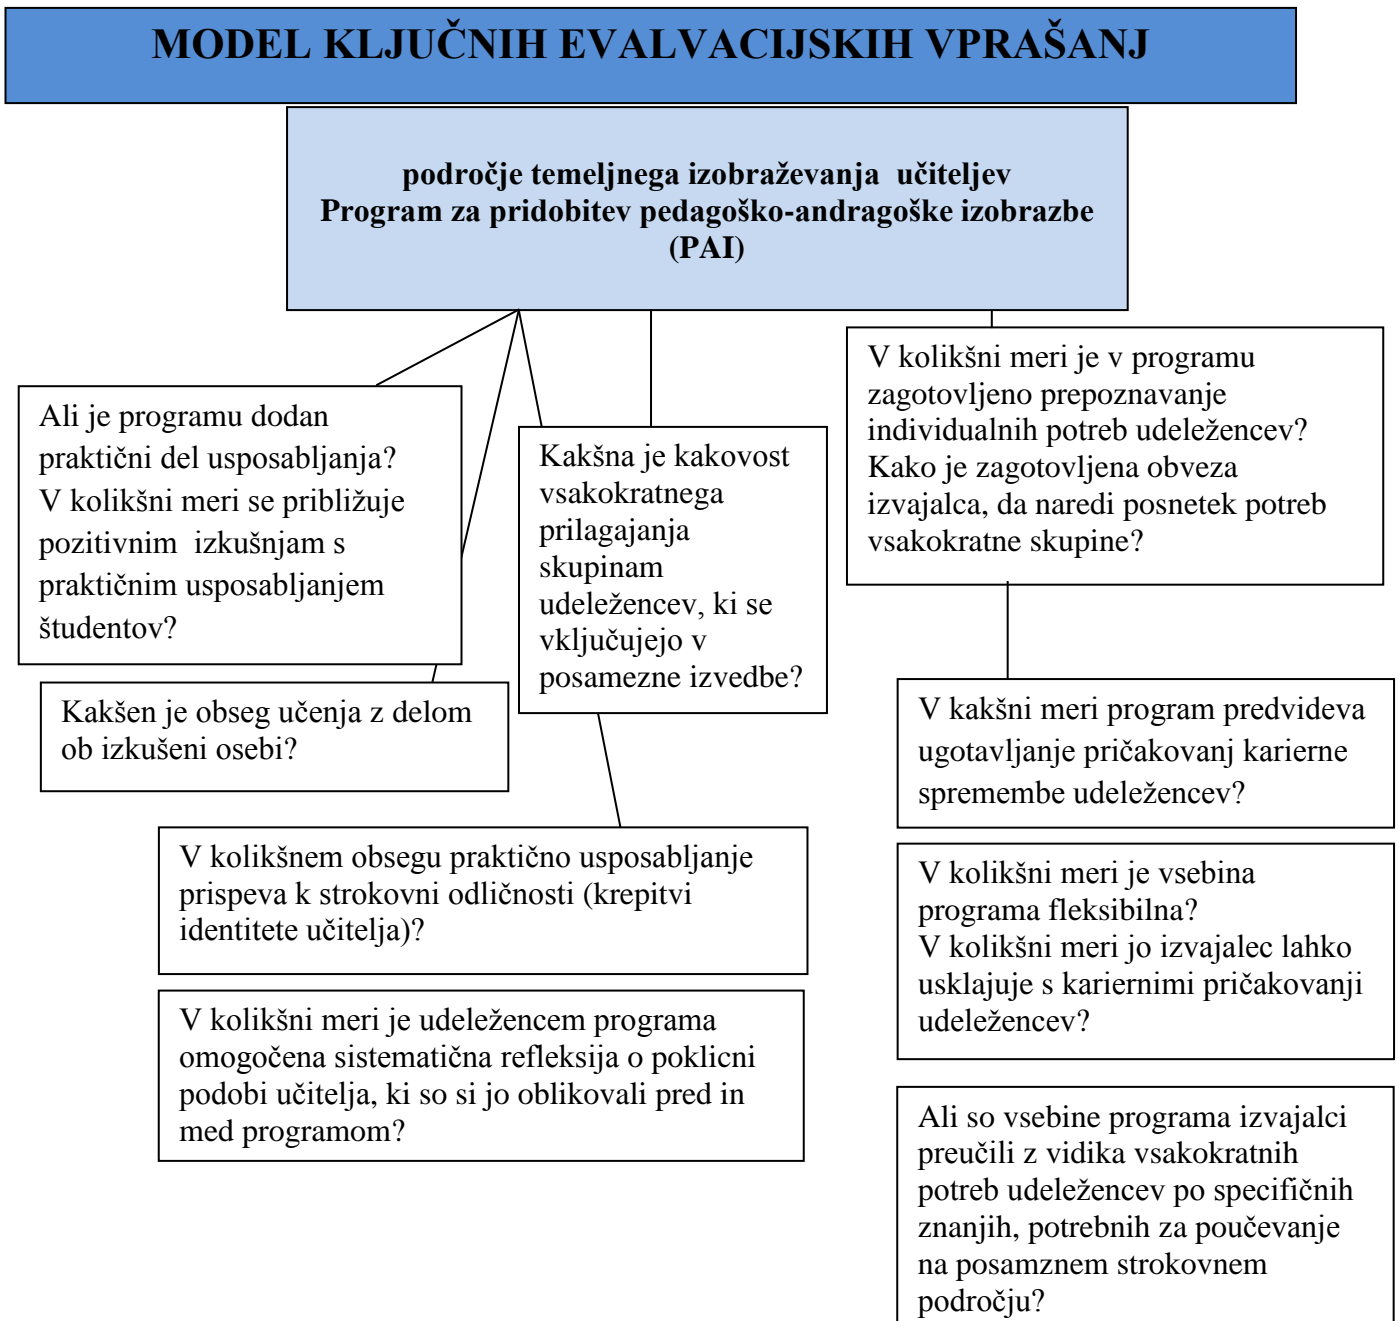 MODEL KLJUČNIH EVALVACIJSKIH VPRAŠANJ
področje temeljnega izobraževanja učiteljev
Program za pridobitev pedagoško-andragoške izobrazbe
(PAI)
Ali je programu dodan
praktični del usposabljanja?
V kolikšni meri se približuje
pozitivnim izkušnjam s
praktičnim usposabljanjem
študentov?
Kakšen je obseg učenja z delom
ob izkušeni osebi?
Kakšna je kakovost
vsakokratnega
prilagajanja
skupinam
udeležencev, ki se
vključujejo v
posamezne izvedbe?
V kolikšnem obsegu praktično usposabljanje
prispeva k strokovni odličnosti (krepitvi
identitete učitelja)?
V kolikšni meri je udeležencem programa
omogočena sistematična refleksija o poklicni
podobi učitelja, ki so si jo oblikovali pred in
med programom?
V kolikšni meri je v programu
zagotovljeno prepoznavanje
individualnih potreb udeležencev?
Kako je zagotovljena obveza
izvajalca, da naredi posnetek potreb
vsakokratne skupine?
V kakšni meri program predvideva
ugotavljanje pričakovanj karierne
spremembe udeležencev?
V kolikšni meri je vsebina
programa fleksibilna?
V kolikšni meri jo izvajalec lahko
usklajuje s kariernimi pričakovanji
udeležencev?
Ali so vsebine programa izvajalci
preučili z vidika vsakokratnih
potreb udeležencev po specifičnih
znanjih, potrebnih za poučevanje
na posamznem strokovnem
področju?